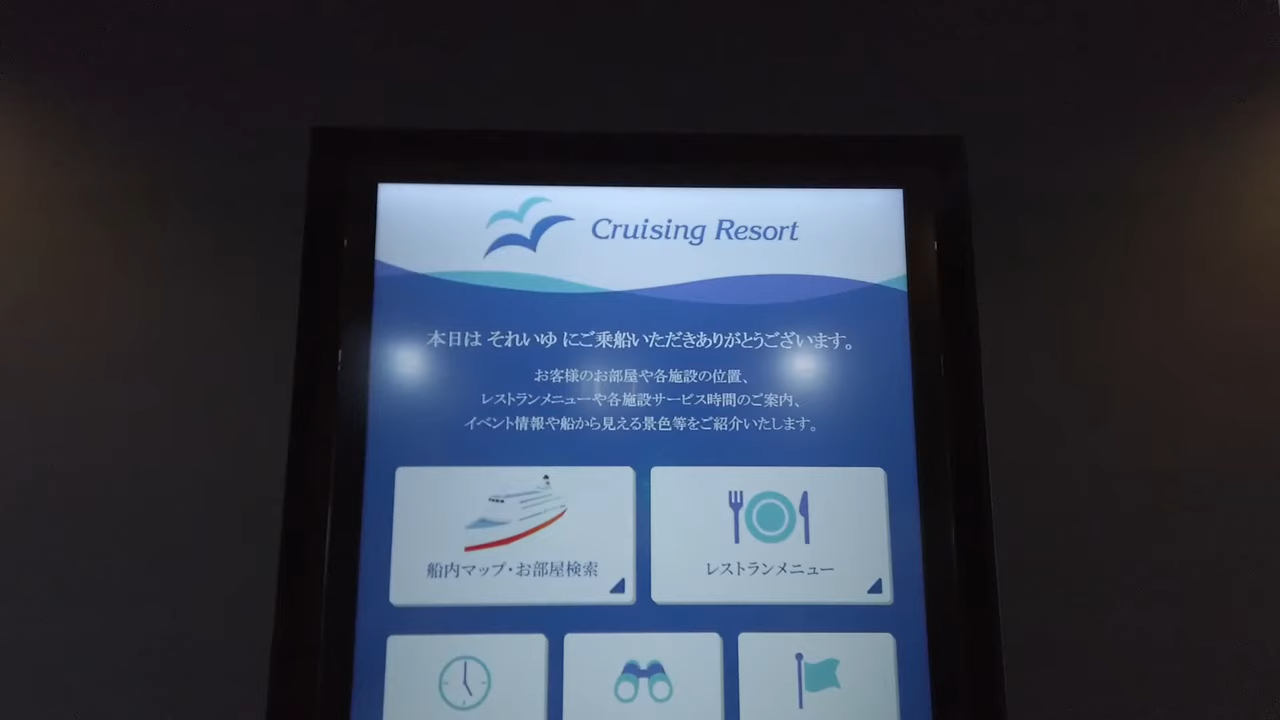 Cruising Resort
本日は それいゆ にご乗船いただきありがとうございます。
お客様のお部屋や各施設の位置、
レストランメニューや各施設サービス時間のご案内、
イベント情報や船から見える景色等をご紹介いたします。
船内マップ・お部屋検索
レストランメニュー